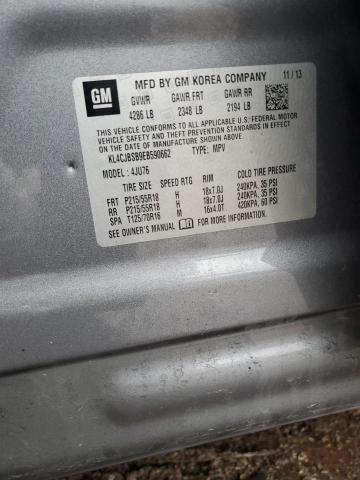 GM
MFD BY GM KOREA COMPANY 11/13
GVWR GAWR FRT GAWR RR
4286 LB 2348 LB 2194 LB
THIS VEHICLE CONFORMS TO ALL APPLICABLE U.S. FEDERAL MOTOR
VEHICLE SAFETY AND THEFT PREVENTION STANDARDS IN EFFECT ON
THE DATE OF MANUFACTURE SHOWN ABOVE.
KL4CJBSB9EB590662 TYPE: MPV
MODEL: 4JU76
TIRE SIZE SPEED RTG RIM COLD TIRE PRESSURE
FRT P215/55R18 H 18x7.0J 240KPA, 35 PSI
RR P215/55R18 H 18x7.0J 240KPA, 35 PSI
SPA T125/70R16 M 16x4.0T 420KPA, 60 PSI
SEE OWNER'S MANUAL FOR MORE INFORMATION.